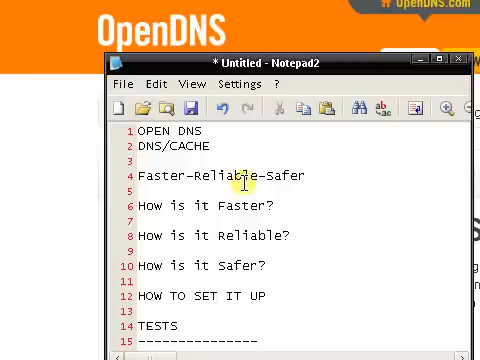 OpenDNS.com
OpenDNS
* Untitled - Notepad2
File Edit View Settings ?
1 OPEN DNS
2 DNS/CACHE
3
4 Faster-Reliable-Safer
5
6 How is it Faster?
7
8 How is it Reliable?
9
10 How is it Safer?
11
12 HOW TO SET IT UP
13
14 TESTS
15 ---------------